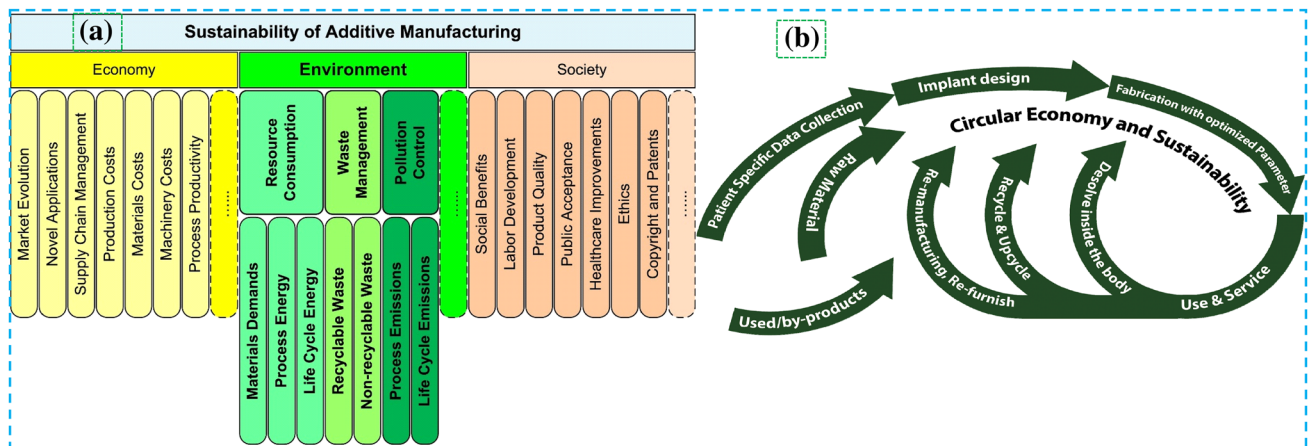 (a)
Sustainability of Additive Manufacturing
Economy
Environment
Society
Market Evolution
Novel Applications
Supply Chain Management
Production Costs
Materials Costs
Machinery Costs
Process Productivity
......
Resource
Consumption
Waste
Management
Pollution
Control
......
Materials Demands
Process Energy
Life Cycle Energy
Recyclable Waste
Non-recyclable Waste
Process Emissions
Life Cycle Emissions
Social Benefits
Labor Development
Product Quality
Public Acceptance
Healthcare Improvements
Ethics
Copyright and Patents
......
(b)
Patient Specific Data Collection
Implant design
Fabrication with optimized Parameter
Circular Economy and Sustainability
Raw Material
Re-manufacturing, Re-furnish
Recycle & Upcycle
Desolve inside the body
Use & Service
Used/by-products